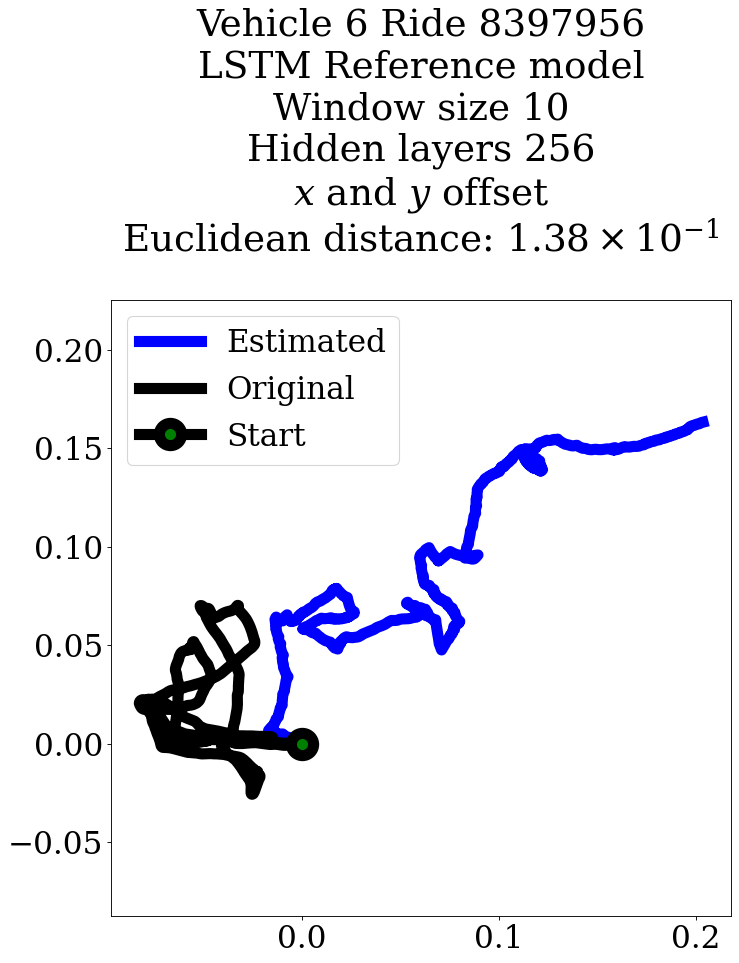 Vehicle 6 Ride 8397956
LSTM Reference model
Window size 10
Hidden layers 256
x and y offset
Euclidean distance: 1.38 × 10⁻¹
Estimated
Original
Start
0.20
0.15
0.10
0.05
0.00
−0.05
0.0 0.1 0.2